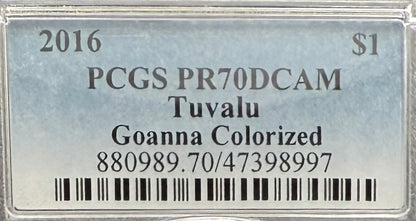 2016 $1
PCGS PR70DCAM
Tuvalu
Goanna Colorized
880989.70/47398997